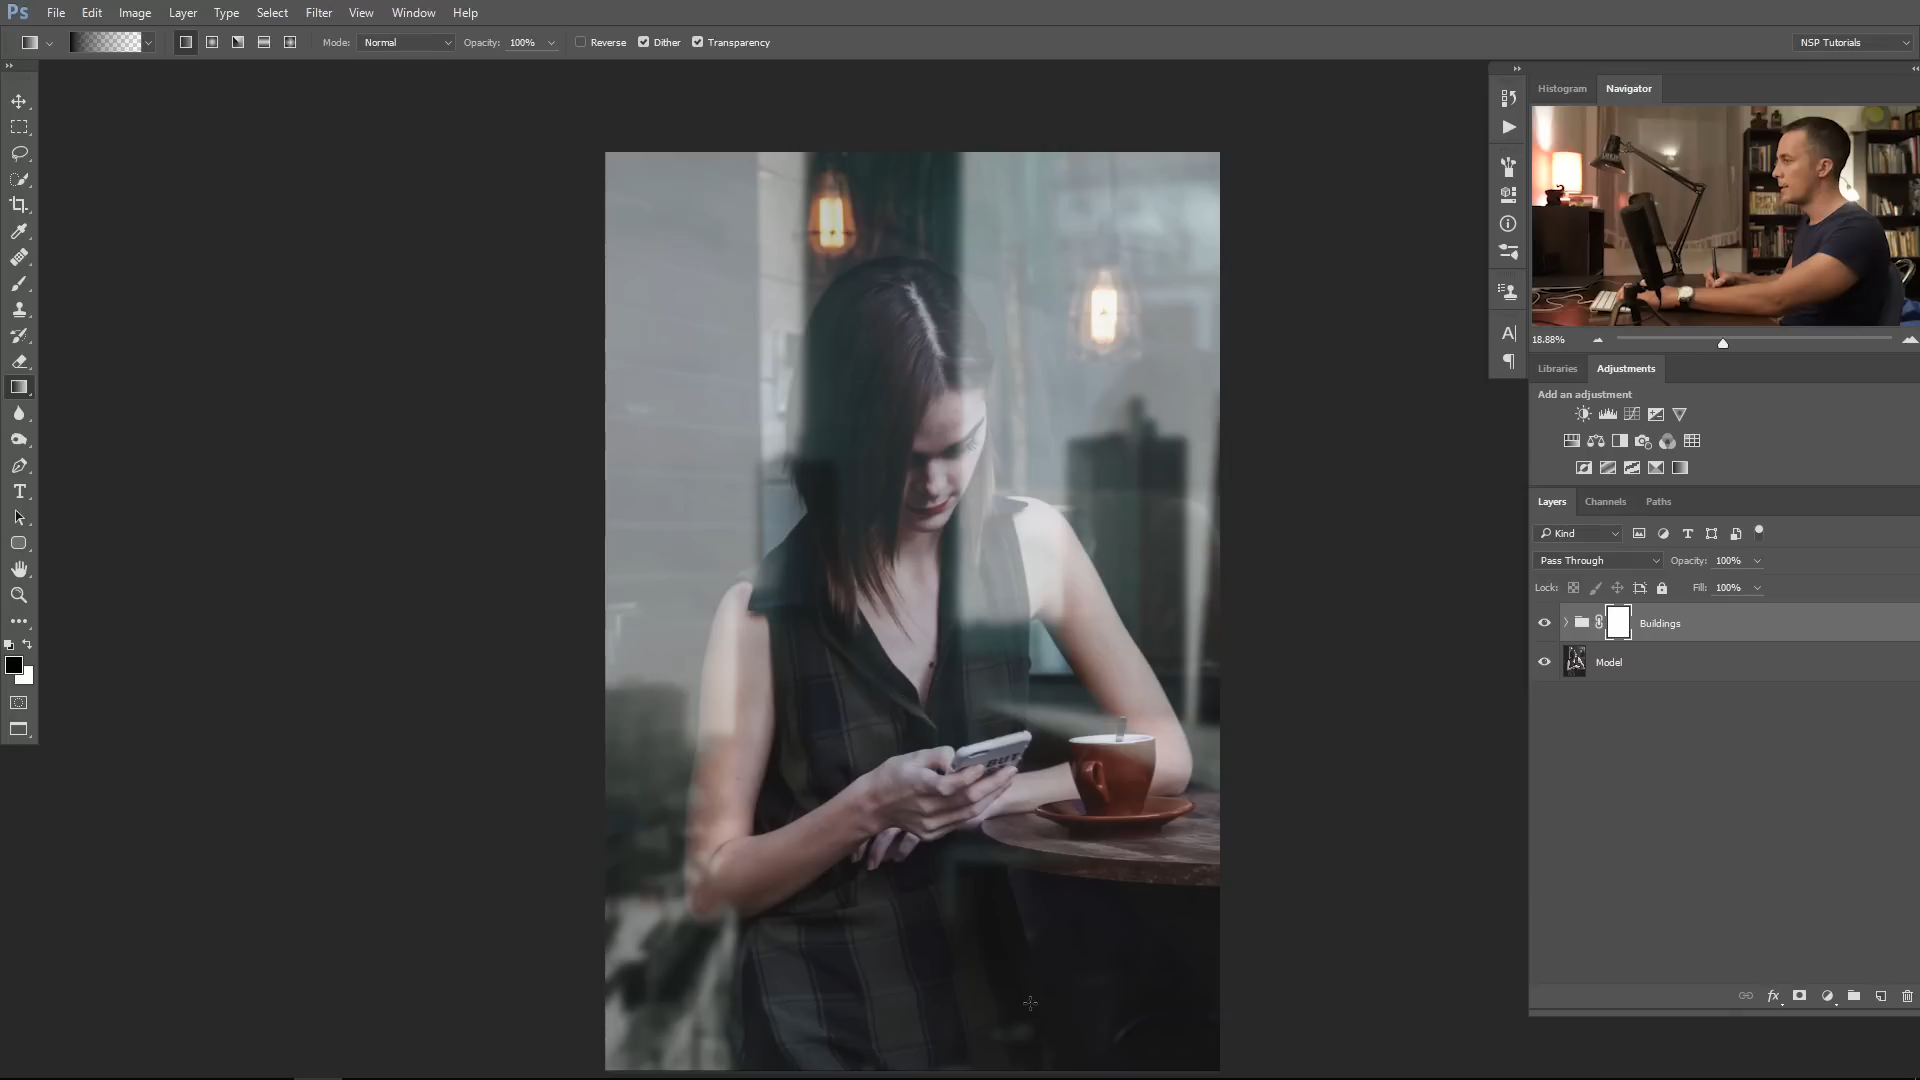 Ps File Edit Image Layer Type Select Filter View Window Help
Mode: Normal Opacity: 100% Reverse Dither Transparency NSP Tutorials
Histogram Navigator
18.88%
Libraries Adjustments
Add an adjustment
Layers Channels Paths
Kind
Pass Through Opacity: 100%
Lock: Fill: 100%
Buildings
Model
BUT